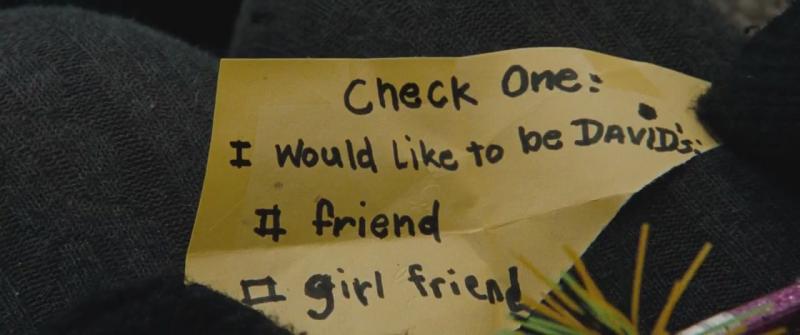 Check One:
I would like to be DAViD's:
friend
girl friend